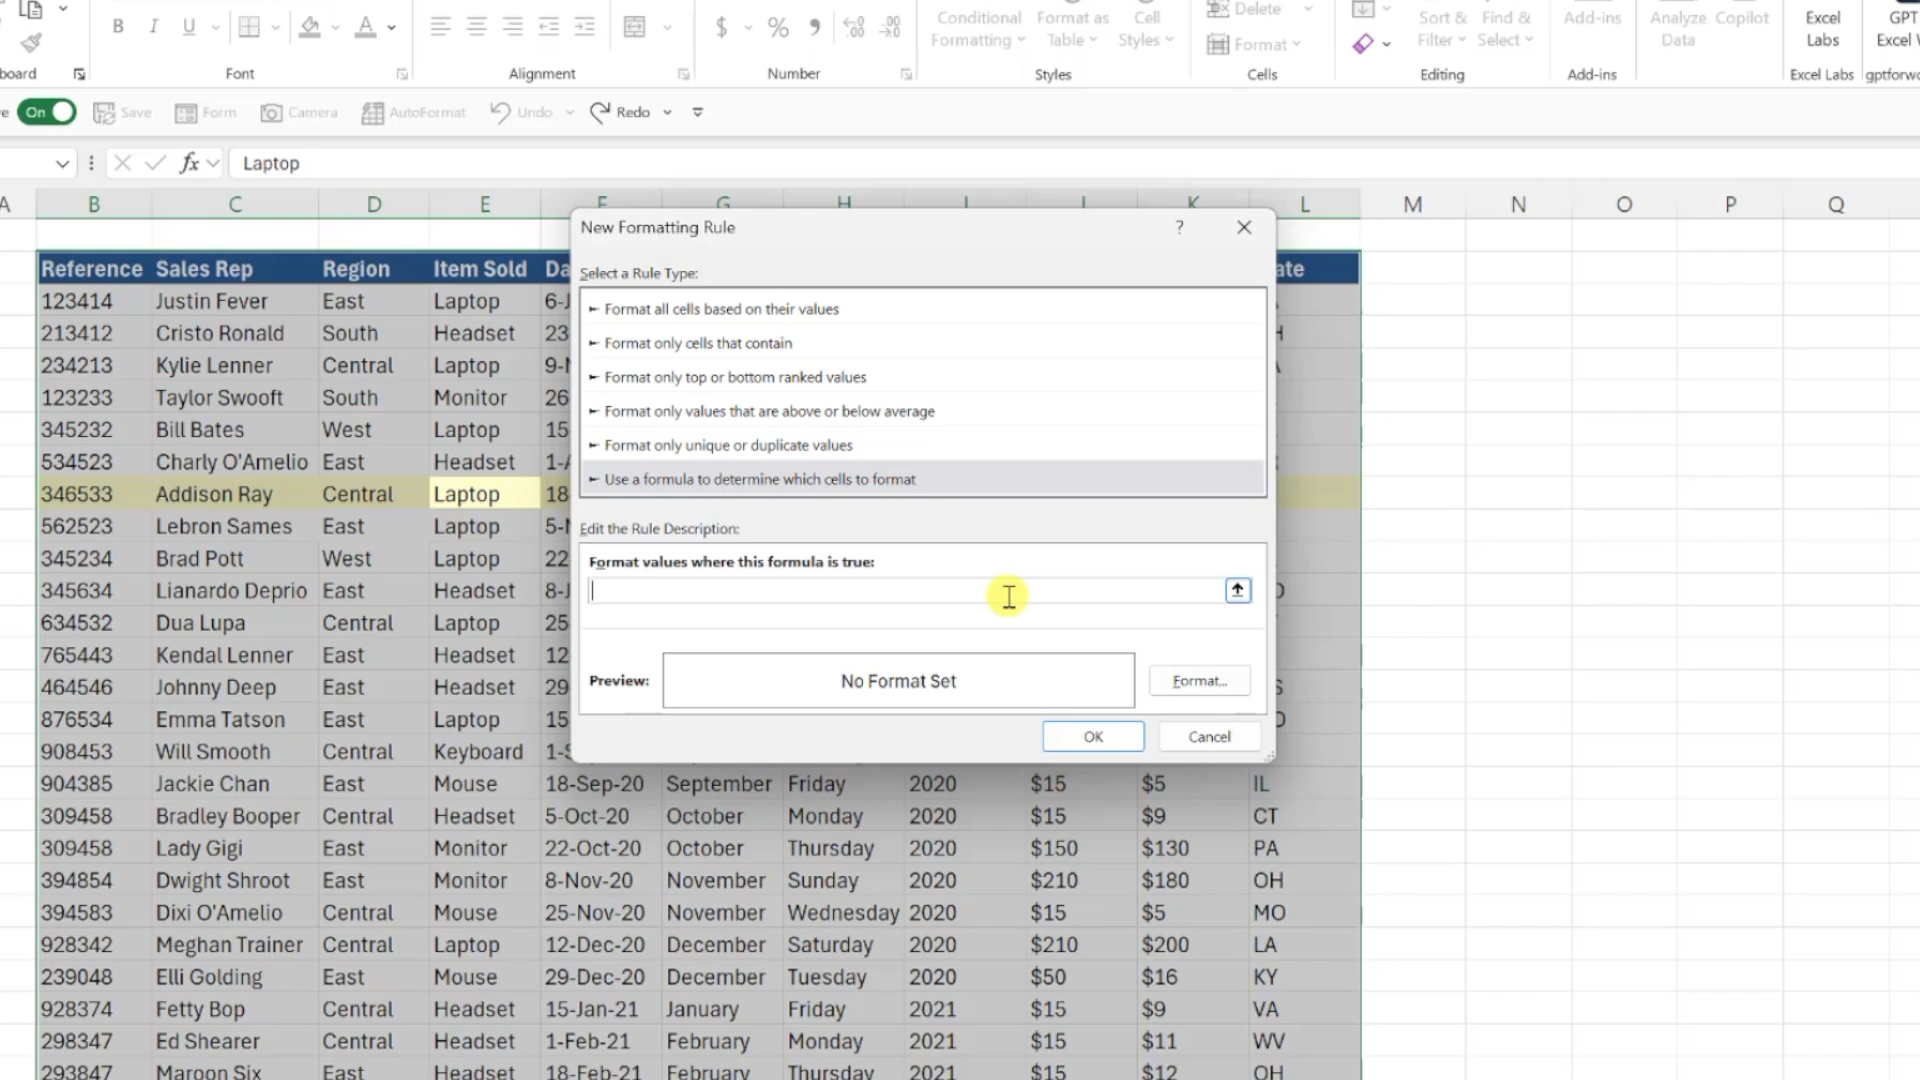 B I U
$ % 9
Conditional Formatting
Format as Table
Cell Styles
Delete
Format
Sort & Filter
Find & Select
Add-ins
Analyze Data
Copilot
Excel Labs
GPT
Excel
board
Font
Alignment
Number
Styles
Cells
Editing
Add-ins
Excel Labs
gptforwo
e On Save Form Camera AutoFormat Undo Redo
fx Laptop
A B C D E F G H I J K L M N O P Q
New Formatting Rule ?
Select a Rule Type:
Format all cells based on their values
Format only cells that contain
Format only top or bottom ranked values
Format only values that are above or below average
Format only unique or duplicate values
Use a formula to determine which cells to format
Edit the Rule Description:
Format values where this formula is true:
Preview: No Format Set Format...
OK Cancel
Reference Sales Rep Region Item Sold Da ate
123414 Justin Fever East Laptop 6-J
213412 Cristo Ronald South Headset 23
234213 Kylie Lenner Central Laptop 9-
123233 Taylor Swooft South Monitor 26
345232 Bill Bates West Laptop 15
534523 Charly O'Amelio East Headset 1-A
346533 Addison Ray Central Laptop 18
562523 Lebron Sames East Laptop 5-
345234 Brad Pott West Laptop 22
345634 Lianardo Deprio East Headset 8-J
634532 Dua Lupa Central Laptop 25
765443 Kendal Lenner East Headset 12
464546 Johnny Deep East Headset 29 S
876534 Emma Tatson East Laptop 15
908453 Will Smooth Central Keyboard 1-S
904385 Jackie Chan East Mouse 18-Sep-20 September Friday 2020 $15 $5 IL
309458 Bradley Booper Central Headset 5-Oct-20 October Monday 2020 $15 $9 CT
309458 Lady Gigi East Monitor 22-Oct-20 October Thursday 2020 $150 $130 PA
394854 Dwight Shroot East Monitor 8-Nov-20 November Sunday 2020 $210 $180 OH
394583 Dixi O'Amelio Central Mouse 25-Nov-20 November Wednesday 2020 $15 $5 MO
928342 Meghan Trainer Central Laptop 12-Dec-20 December Saturday 2020 $210 $200 LA
239048 Elli Golding East Mouse 29-Dec-20 December Tuesday 2020 $50 $16 KY
928374 Fetty Bop Central Headset 15-Jan-21 January Friday 2021 $15 $9 VA
298347 Ed Shearer Central Headset 1-Feb-21 February Monday 2021 $15 $11 WV
293847 Maroon Six East Headset 18-Feb-21 February Thursday 2021 $15 $12 OH